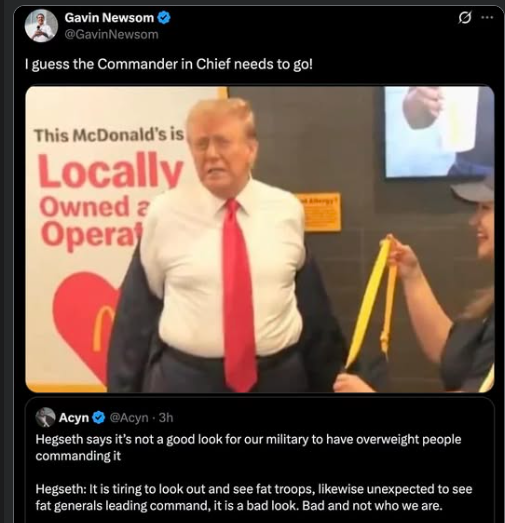 Gavin Newsom
@GavinNewsom
I guess the Commander in Chief needs to go!
This McDonald's is
Locally
Owned a
Operat
Allergy?
Acyn @Acyn · 3h
Hegseth says it's not a good look for our military to have overweight people
commanding it
Hegseth: It is tiring to look out and see fat troops, likewise unexpected to see
fat generals leading command, it is a bad look. Bad and not who we are.